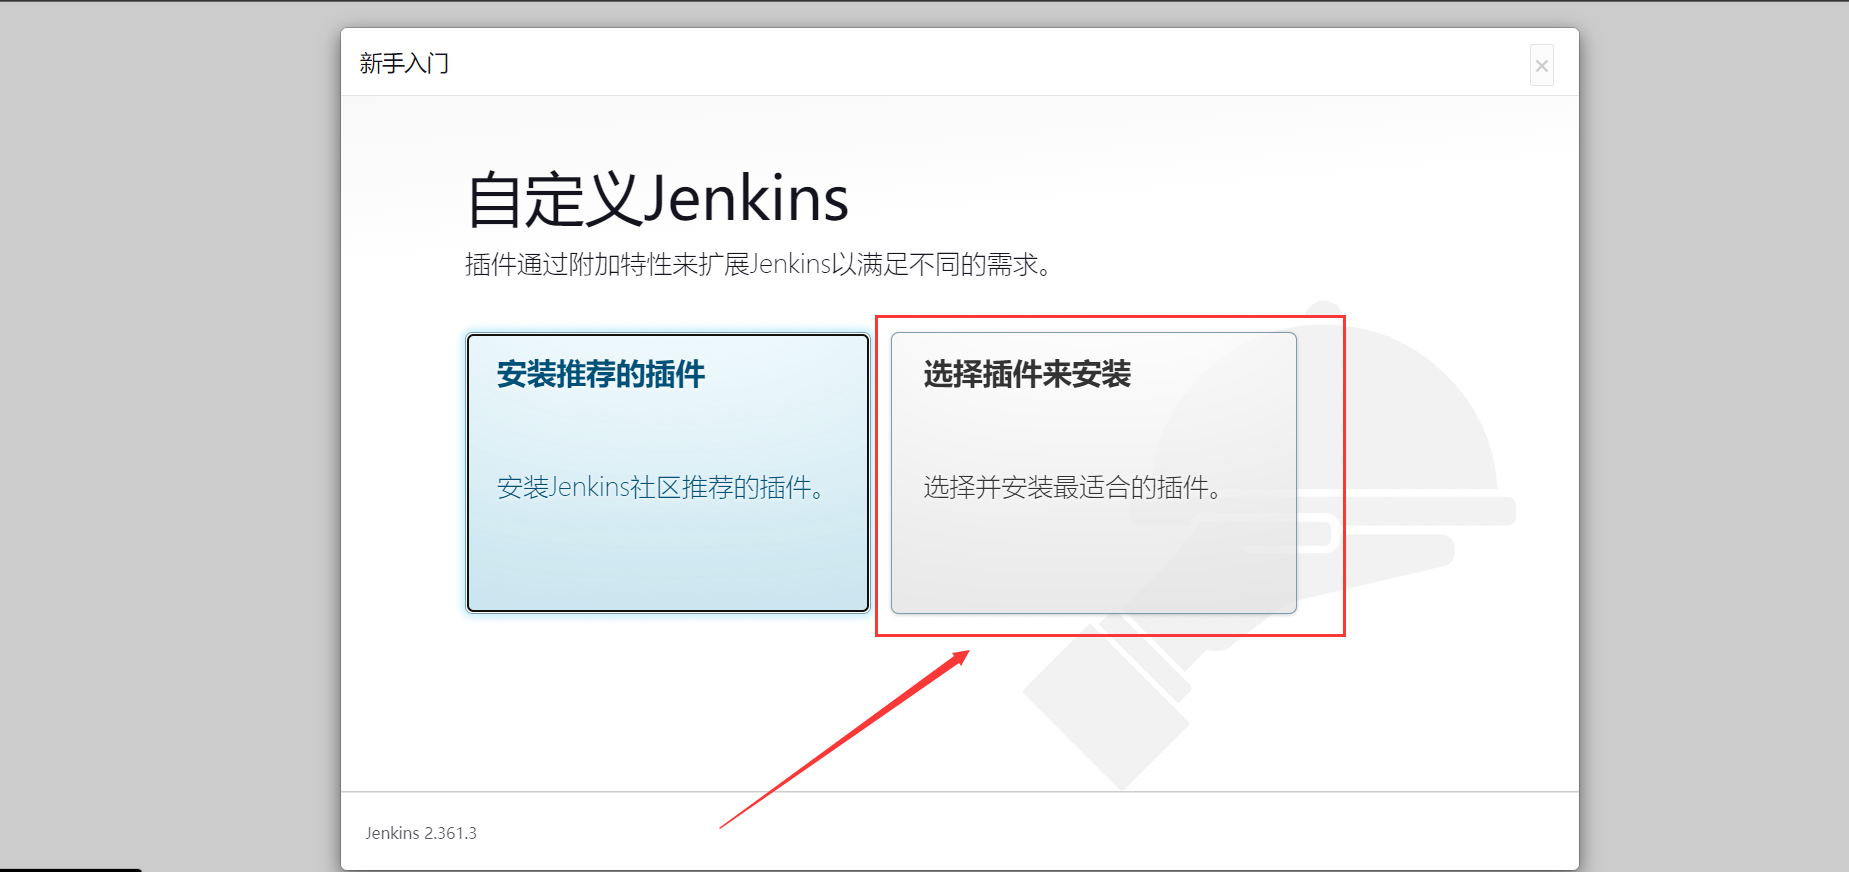 新手入门
×
自定义Jenkins
插件通过附加特性来扩展Jenkins以满足不同的需求。
安装推荐的插件
安装Jenkins社区推荐的插件。
选择插件来安装
选择并安装最适合的插件。
Jenkins 2.361.3